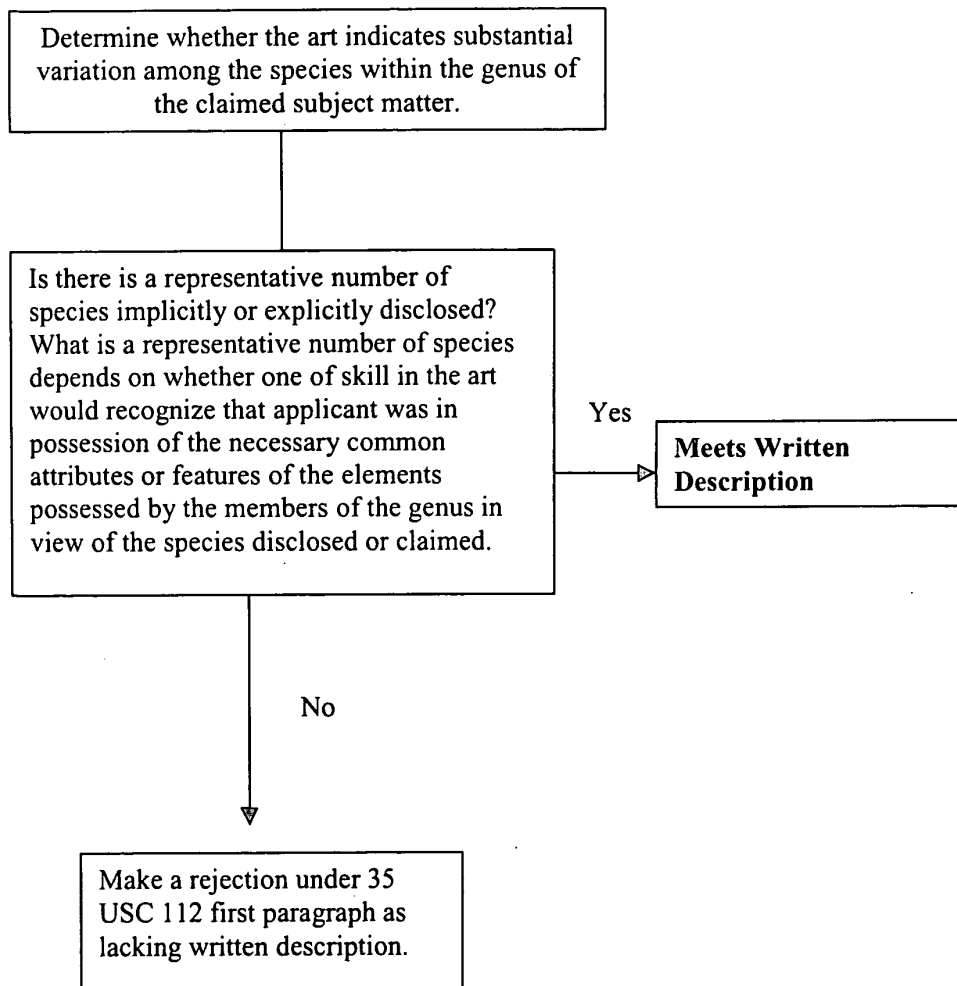 Determine whether the art indicates substantial
variation among the species within the genus of
the claimed subject matter.
Is there is a representative number of
species implicitly or explicitly disclosed?
What is a representative number of species
depends on whether one of skill in the art
would recognize that applicant was in
possession of the necessary common
attributes or features of the elements
possessed by the members of the genus in
view of the species disclosed or claimed.
Yes
Meets Written
Description
No
Make a rejection under 35
USC 112 first paragraph as
lacking written description.